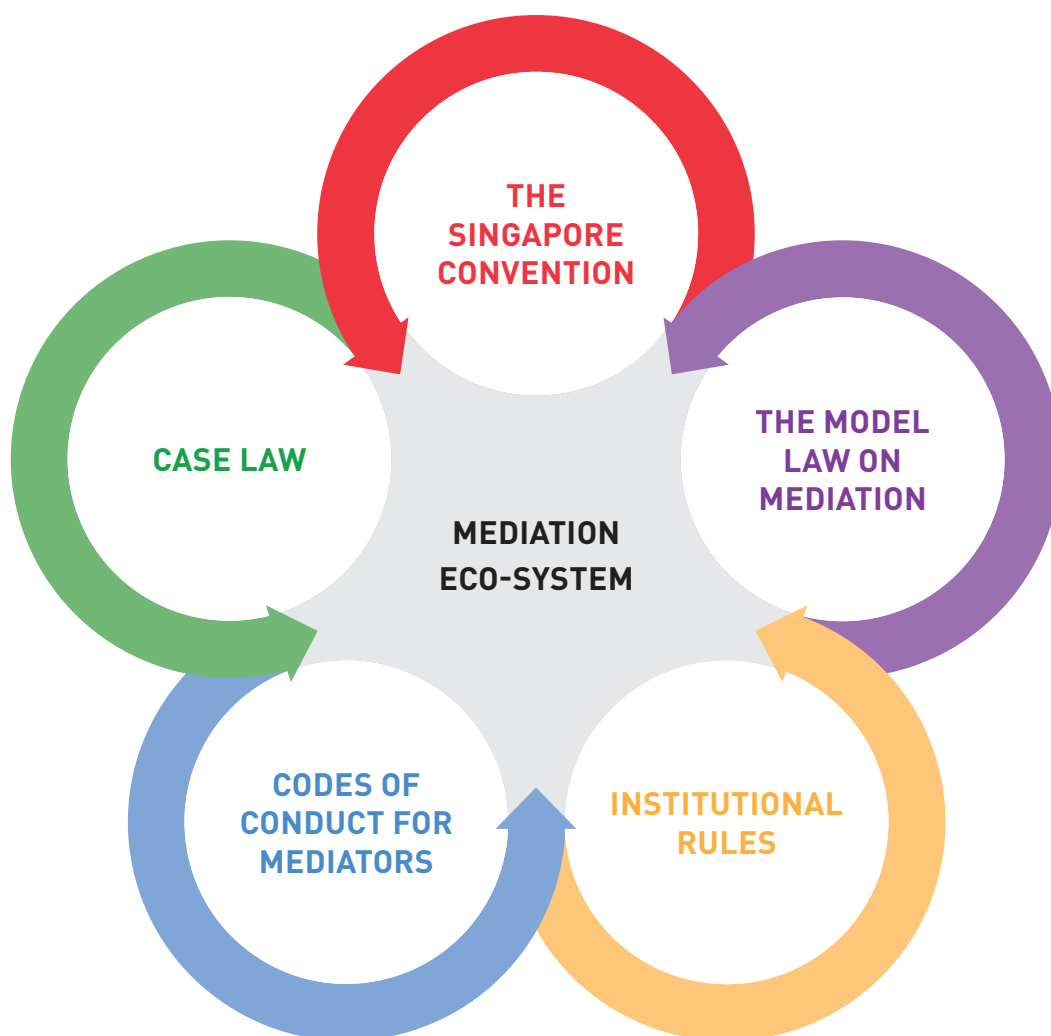 THE
SINGAPORE
CONVENTION
CASE LAW
THE MODEL
LAW ON
MEDIATION
MEDIATION
ECO-SYSTEM
CODES OF
CONDUCT FOR
MEDIATORS
INSTITUTIONAL
RULES